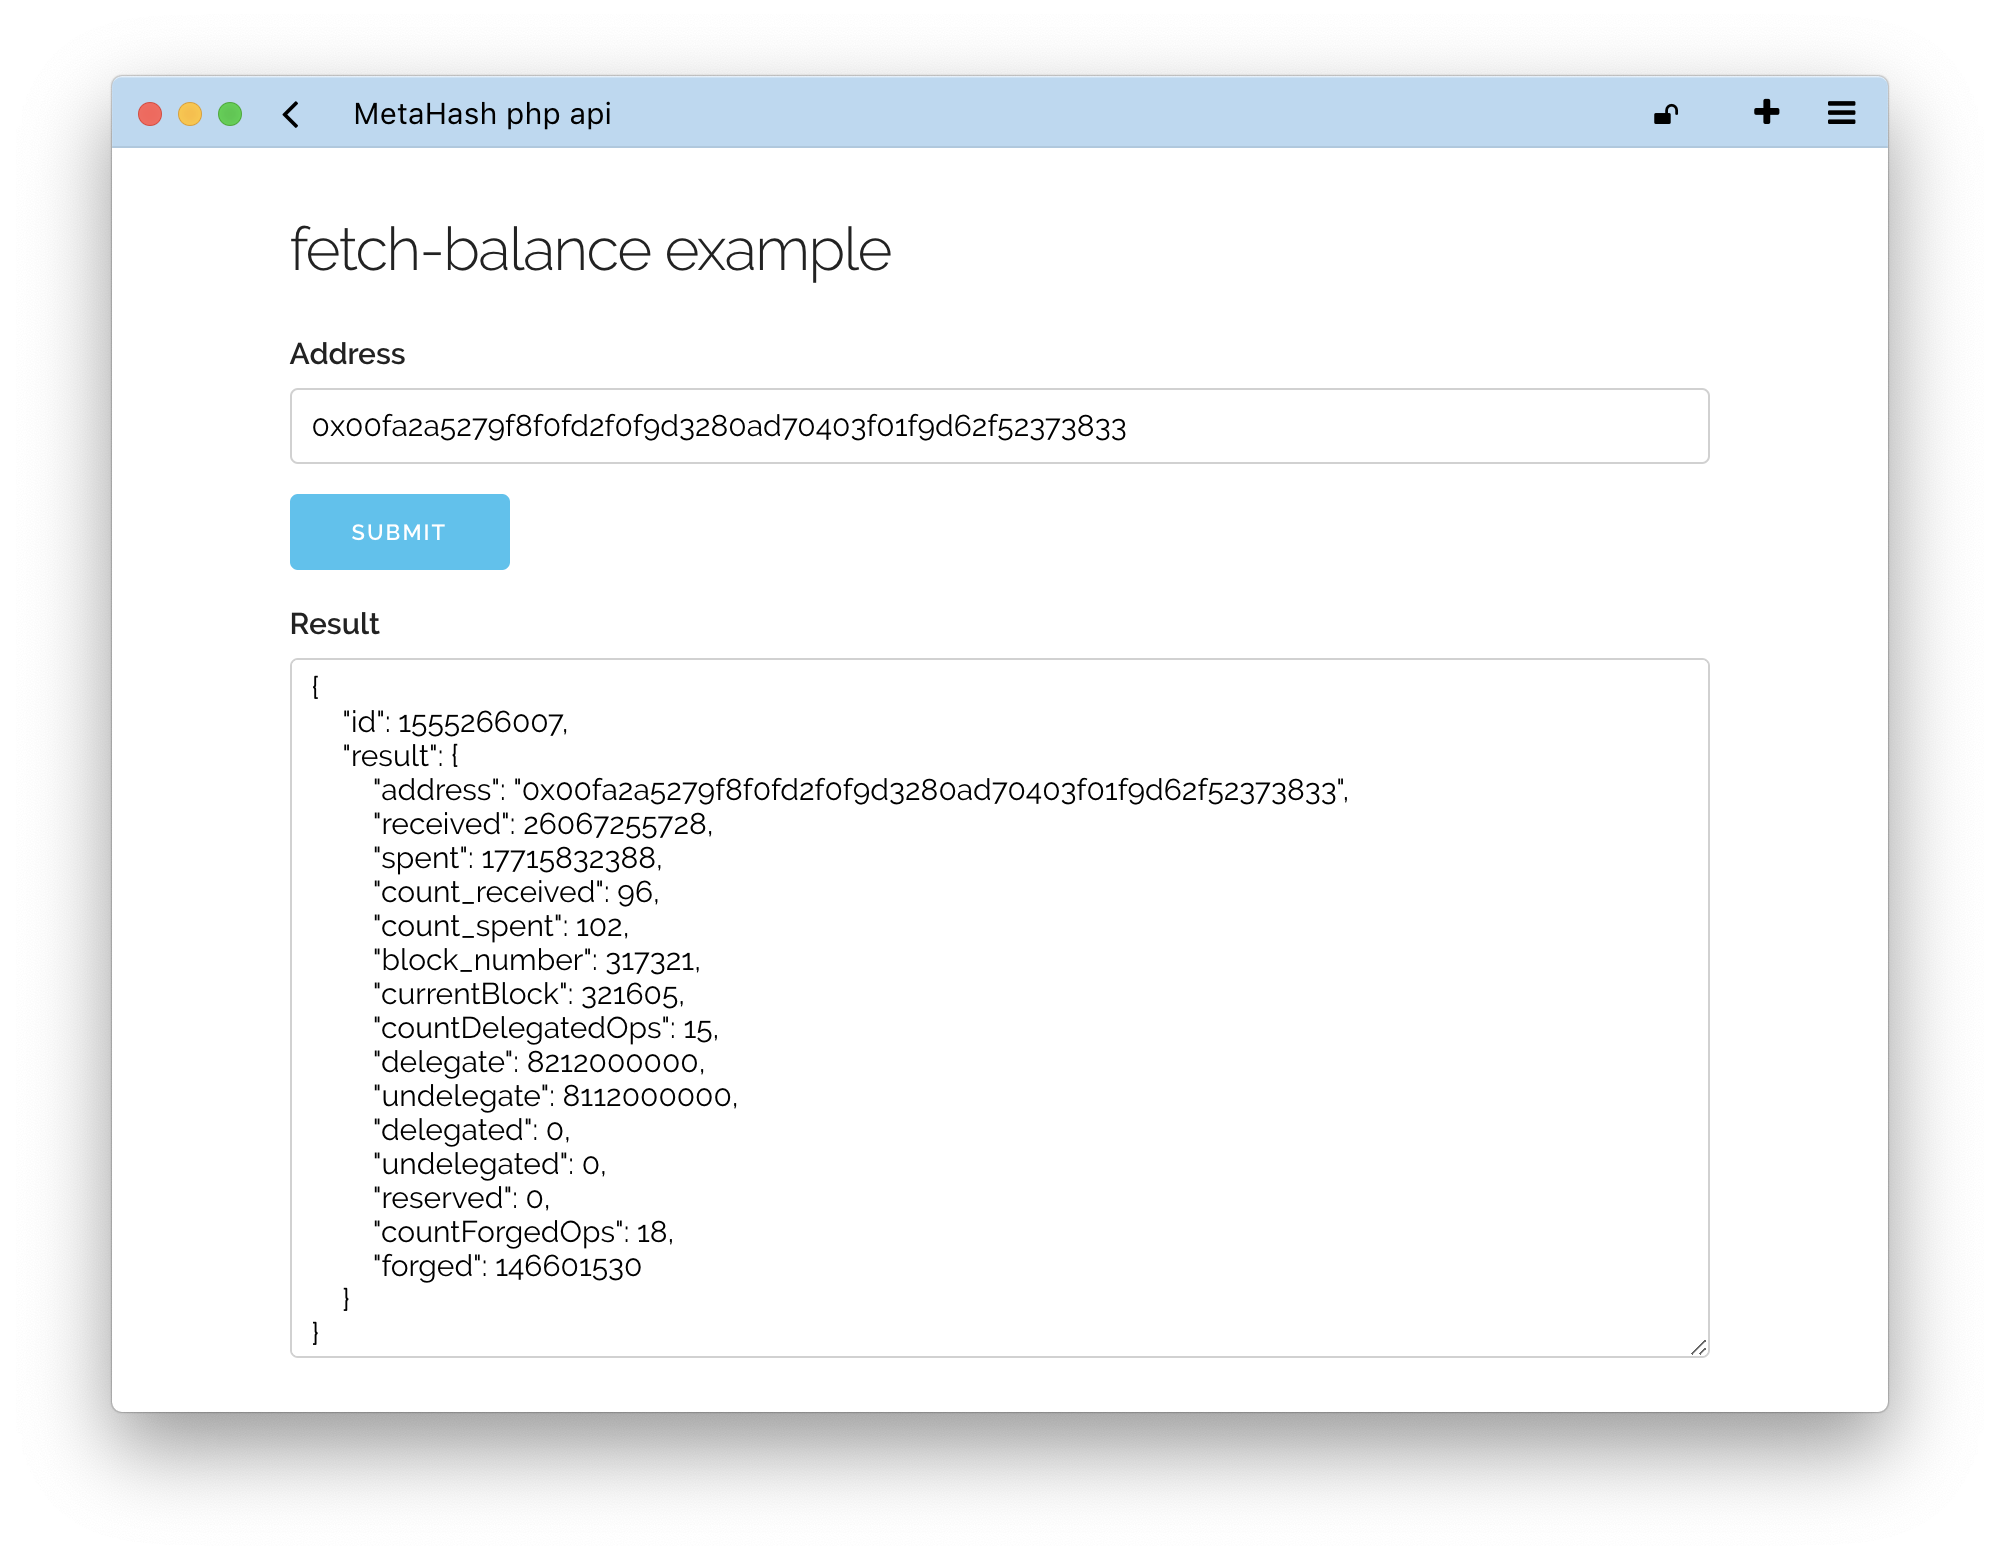 MetaHash php api
fetch-balance example
Address
0x00fa2a5279f8f0fd2f0f9d3280ad70403f01f9d62f52373833
SUBMIT
Result
{
    "id": 1555266007,
    "result": {
        "address": "0x00fa2a5279f8f0fd2f0f9d3280ad70403f01f9d62f52373833",
        "received": 26067255728,
        "spent": 17715832388,
        "count_received": 96,
        "count_spent": 102,
        "block_number": 317321,
        "currentBlock": 321605,
        "countDelegatedOps": 15,
        "delegate": 8212000000,
        "undelegate": 8112000000,
        "delegated": 0,
        "undelegated": 0,
        "reserved": 0,
        "countForgedOps": 18,
        "forged": 146601530
    }
}